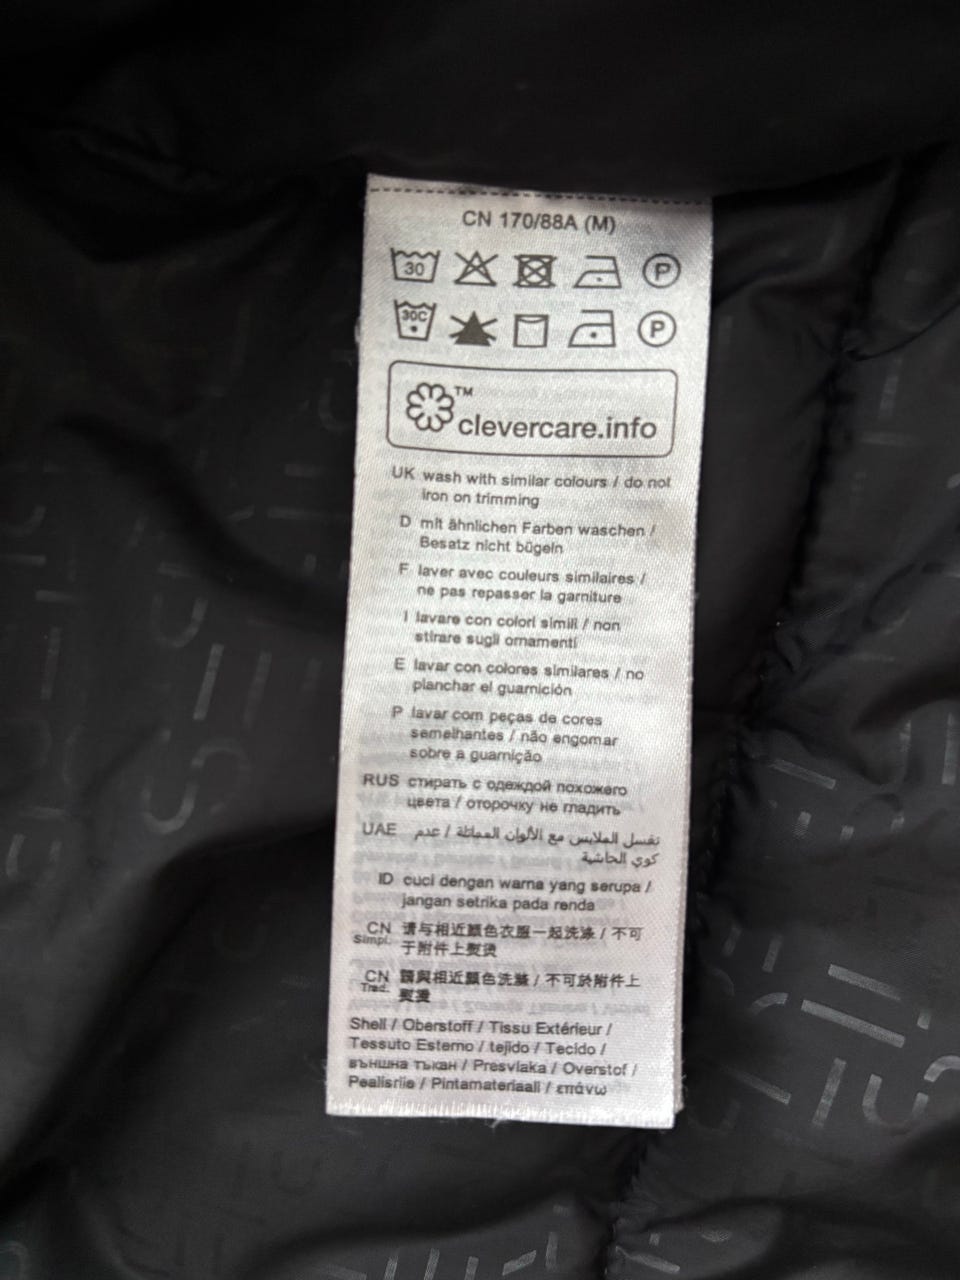 CN 170/88A (M)
30 P
30C P
™
clevercare.info
UK wash with similar colours / do not
iron on trimming
D mit ähnlichen Farben waschen /
Besatz nicht bügeln
F laver avec couleurs similaires /
ne pas repasser la garniture
I lavare con colori simili / non
stirare sugli ornamenti
E lavar con colores similares / no
planchar el guarnición
P lavar com peças de cores
semelhantes / não engomar
sobre a guarnição
RUS стирать с одеждой похожего
цвета / оторочку не гладить
UAE تغسل الملابس مع الألوان المماثلة / عدم
كوي الحاشية
ID cuci dengan warna yang serupa /
jangan setrika pada renda
CN Simpl. 请与相近颜色衣服一起洗涤 / 不可
于附件上熨烫
CN Trad. 請與相近顏色洗滌 / 不可於附件上
熨燙
Shell / Oberstoff / Tissu Extérieur /
Tessuto Esterno / tejido / Tecido /
външна тъкан / Presvlaka / Overstof /
Pealisriie / Pintamateriaali / επάνω